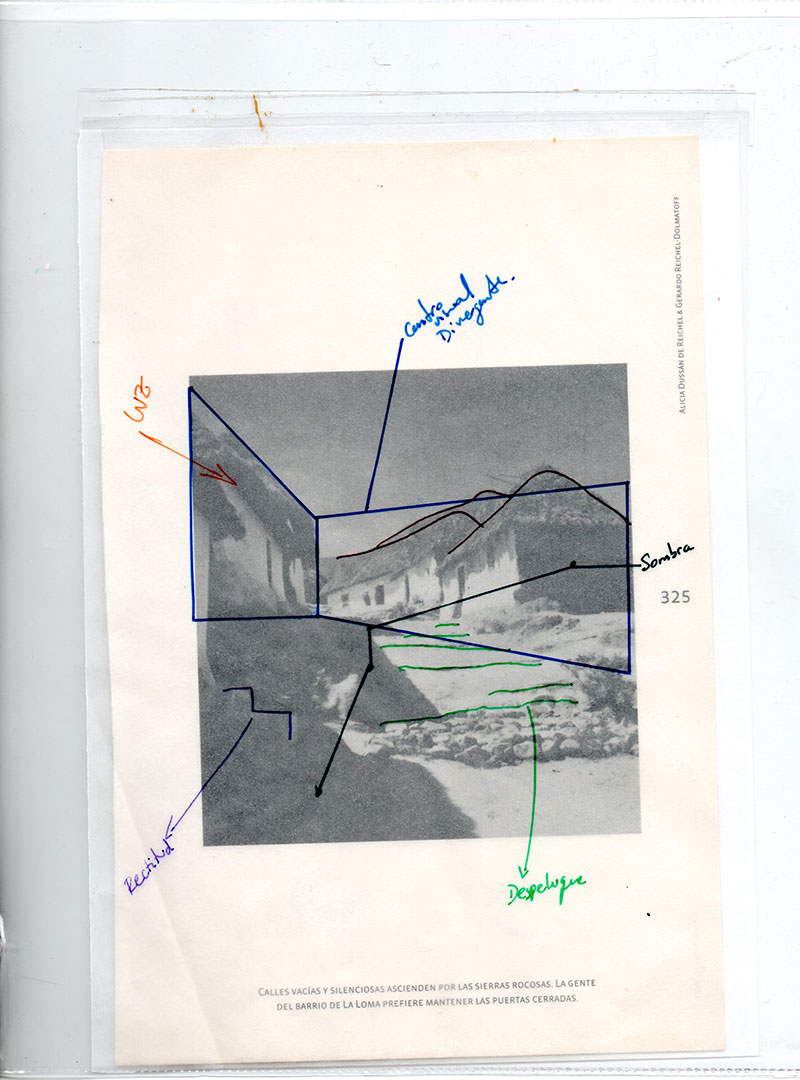 ALICIA DUSSÁN DE REICHEL & GERARDO REICHEL-DOLMATOFF
Centro
visual
Divergente.
LUZ
Sombra
325
Rectitud
Despeluque
CALLES VACÍAS Y SILENCIOSAS ASCIENDEN POR LAS SIERRAS ROCOSAS. LA GENTE
DEL BARRIO DE LA LOMA PREFIERE MANTENER LAS PUERTAS CERRADAS.